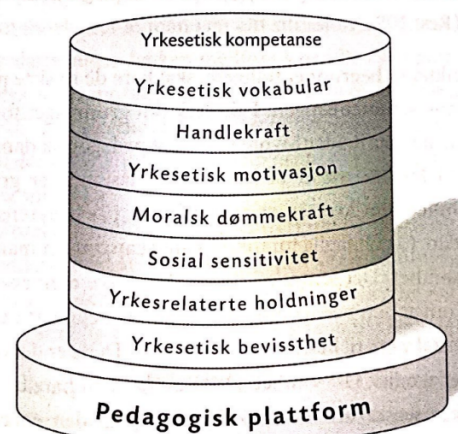 Yrkesetisk kompetanse
Yrkesetisk vokabular
Handlekraft
Yrkesetisk motivasjon
Moralsk dømmekraft
Sosial sensitivitet
Yrkesrelaterte holdninger
Yrkesetisk bevissthet
Pedagogisk plattform